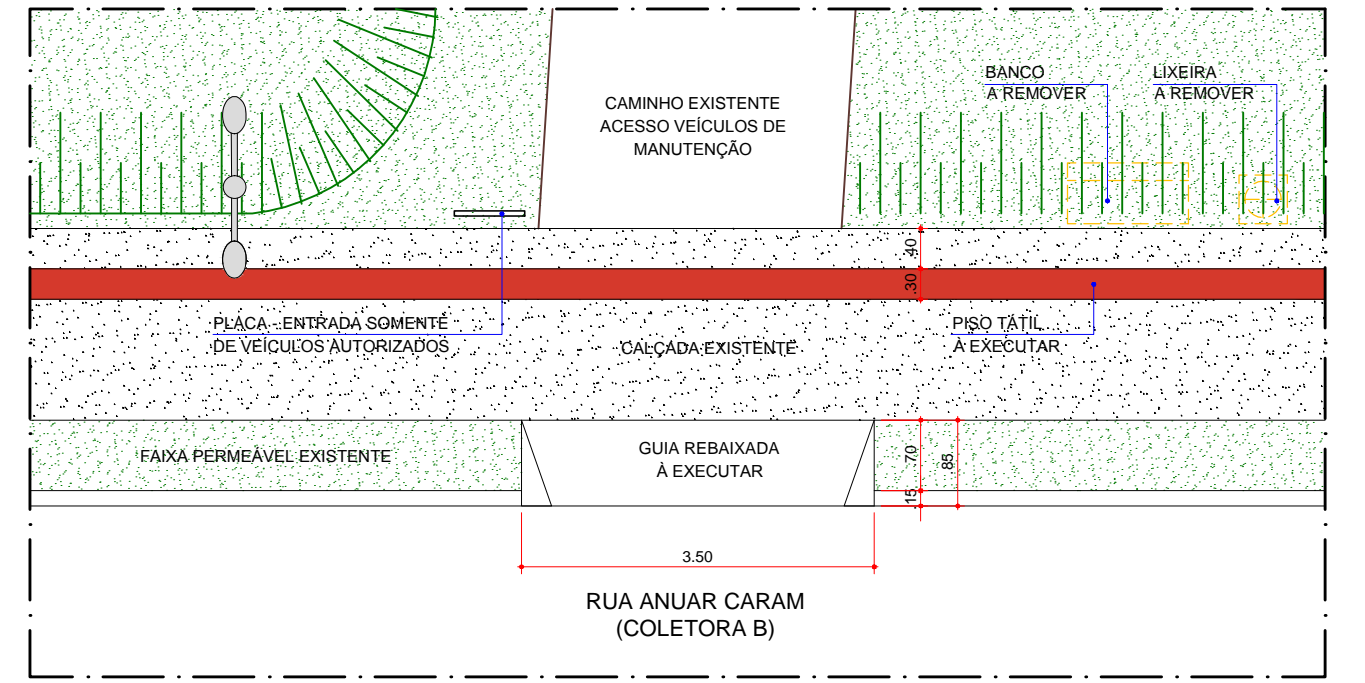 BANCO
A REMOVER
LIXEIRA
A REMOVER
CAMINHO EXISTENTE
ACESSO VEÍCULOS DE
MANUTENÇÃO
.40
.30
PLACA - ENTRADA SOMENTE
DE VEÍCULOS AUTORIZADOS
CALÇADA EXISTENTE
PISO TÁTIL
À EXECUTAR
FAIXA PERMEÁVEL EXISTENTE
GUIA REBAIXADA
À EXECUTAR
.70
.85
.15
3.50
RUA ANUAR CARAM
(COLETORA B)